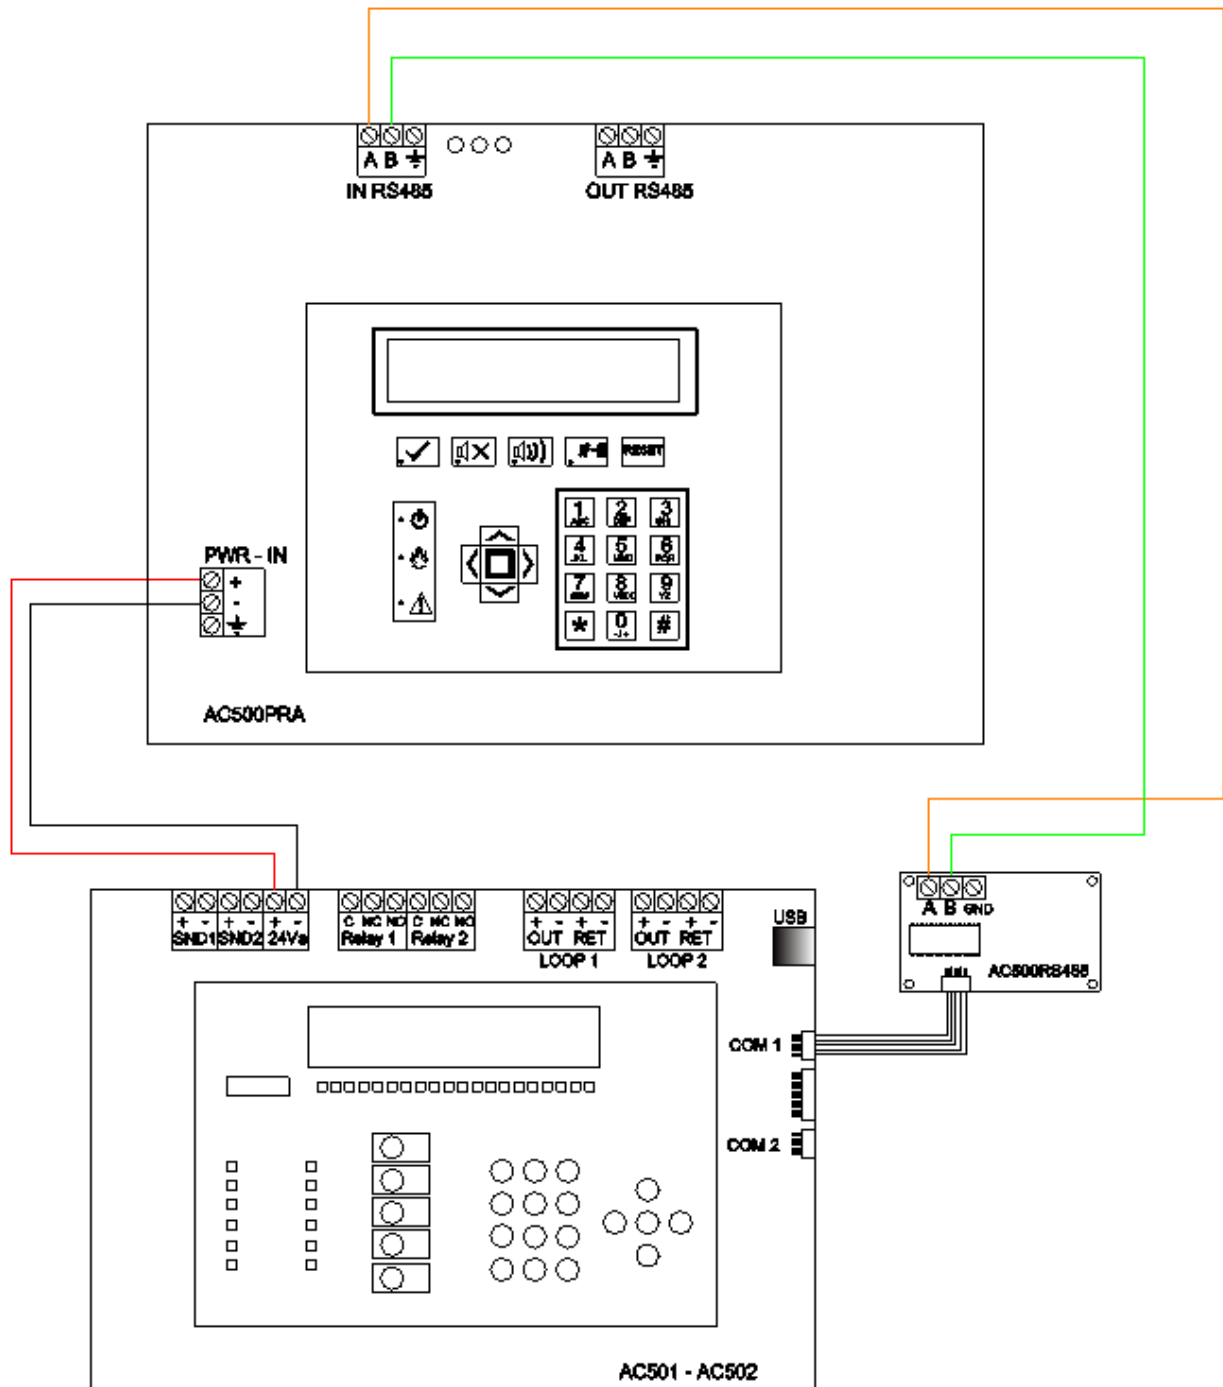 A B
IN RS485
A B
OUT RS485
RESET
1 2 3
ABC
4 5 6
7 8 9
* 0 #
PWR - IN
+
-
AC500PRA
+ - + - + -
SND1 SND2 24Va
C NC NO C NC NO
Relay 1 Relay 2
+ - + -
OUT RET
LOOP 1
+ - + -
OUT RET
LOOP 2
USB
A B GND
AC500RS485
COM 1
COM 2
AC501 - AC502